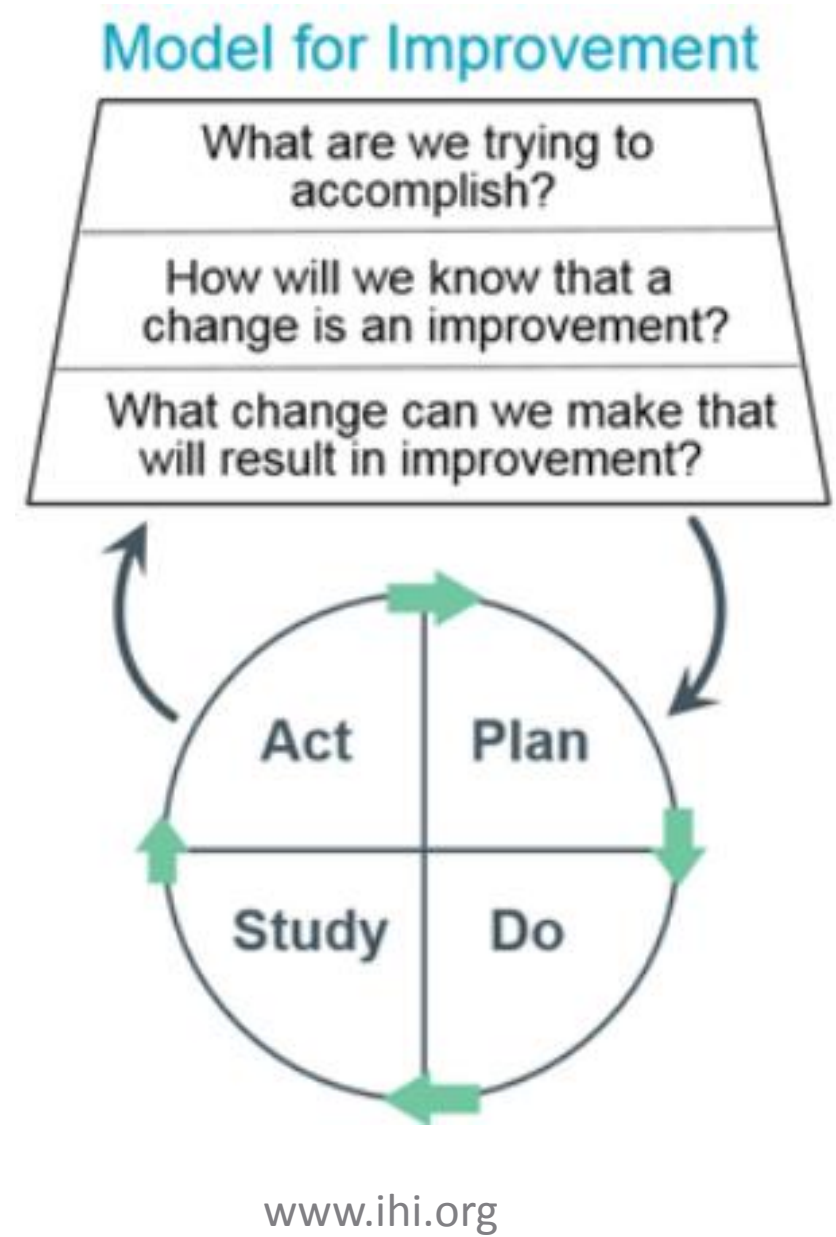 Model for Improvement
What are we trying to
accomplish?
How will we know that a
change is an improvement?
What change can we make that
will result in improvement?
Act
Plan
Study
Do
www.ihi.org